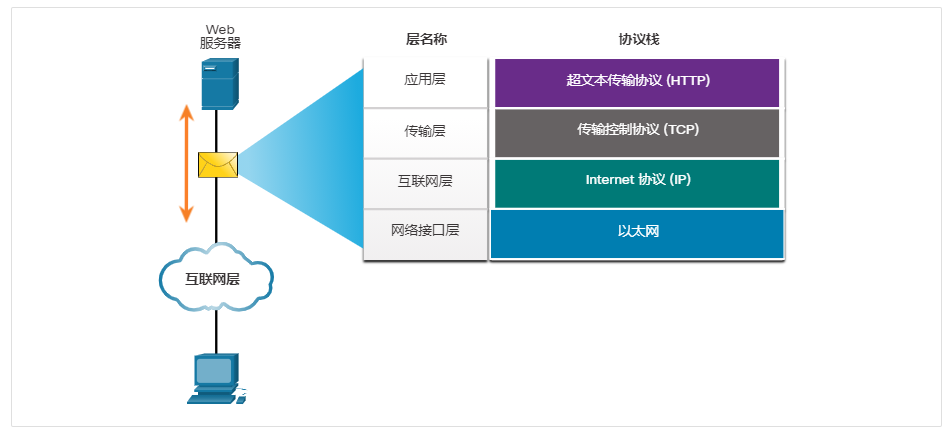 Web
服务器
层名称
协议栈
应用层
超文本传输协议 (HTTP)
传输层
传输控制协议 (TCP)
互联网层
Internet 协议 (IP)
网络接口层
以太网
互联网层